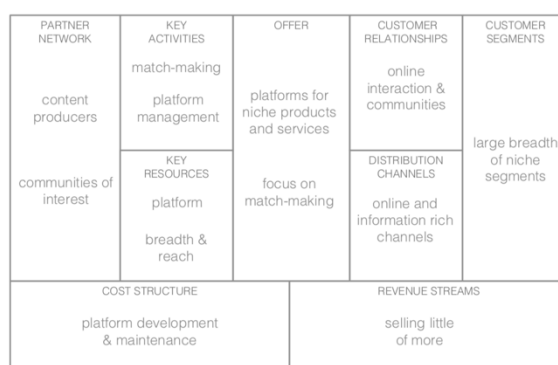 PARTNER
NETWORK
content
producers
communities of
interest
KEY
ACTIVITIES
match-making
platform
management
KEY
RESOURCES
platform
breadth &
reach
OFFER
platforms for
niche products
and services
focus on
match-making
CUSTOMER
RELATIONSHIPS
online
interaction &
communities
DISTRIBUTION
CHANNELS
online and
information rich
channels
CUSTOMER
SEGMENTS
large breadth
of niche
segments
COST STRUCTURE
platform development
& maintenance
REVENUE STREAMS
selling little
of more